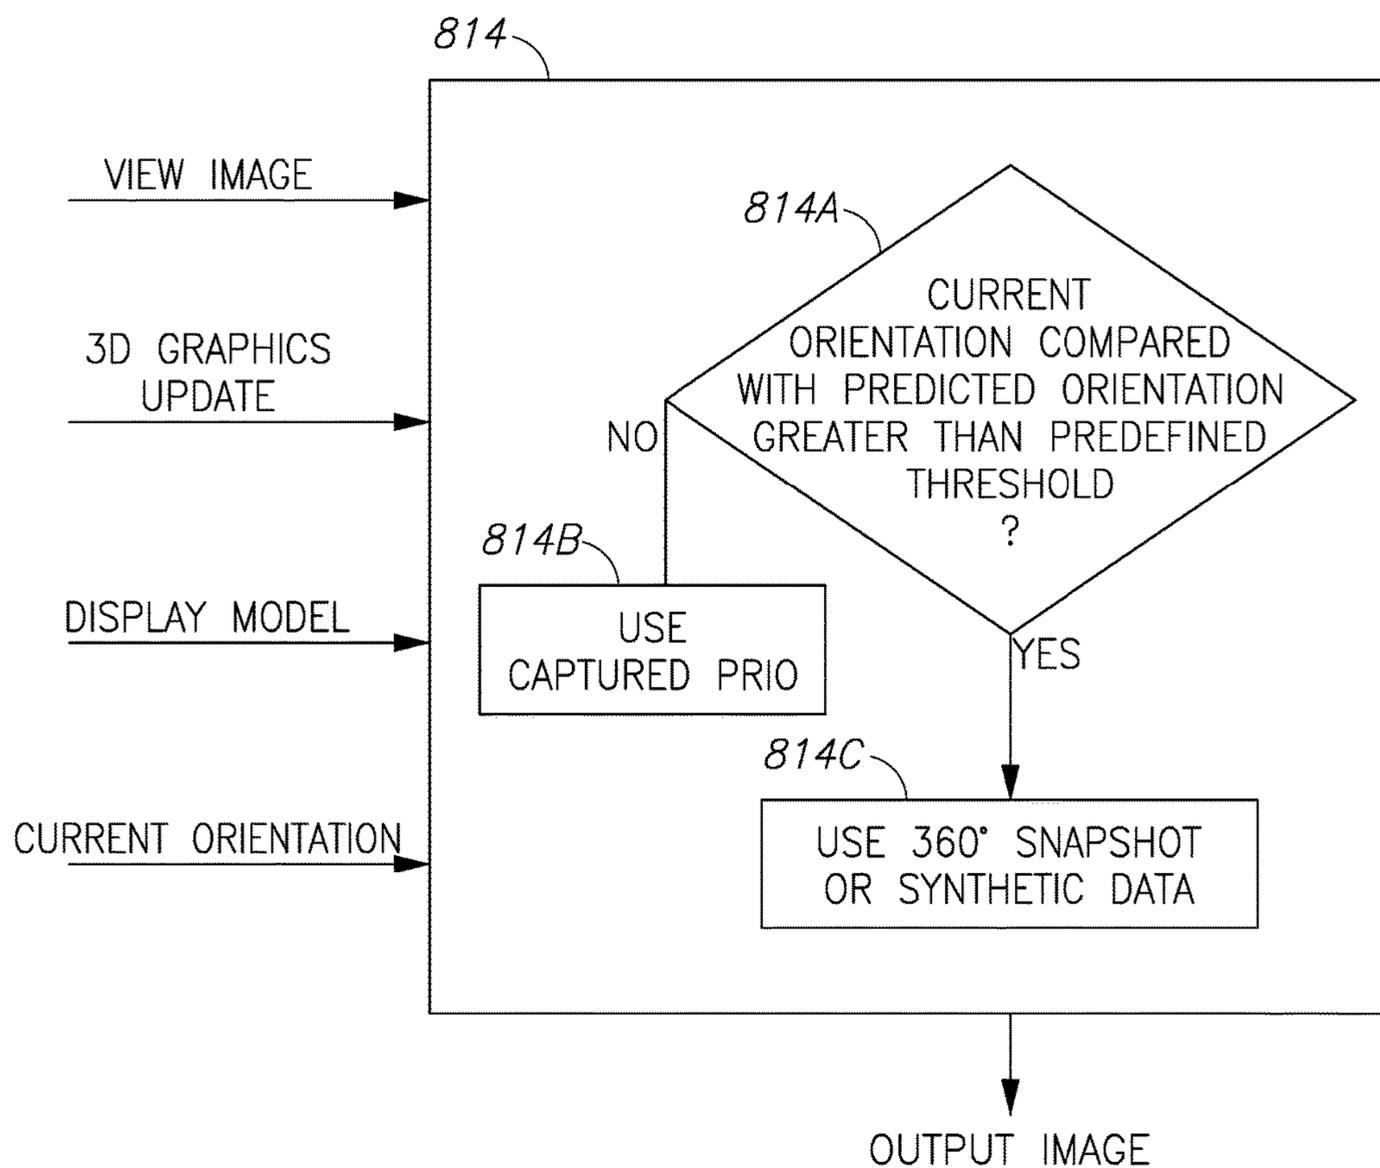 814
VIEW IMAGE
814A
3D GRAPHICS
UPDATE
CURRENT
ORIENTATION COMPARED
WITH PREDICTED ORIENTATION
GREATER THAN PREDEFINED
THRESHOLD
?
NO
814B
USE
CAPTURED PRIO
DISPLAY MODEL
YES
814C
CURRENT ORIENTATION
USE 360° SNAPSHOT
OR SYNTHETIC DATA
OUTPUT IMAGE